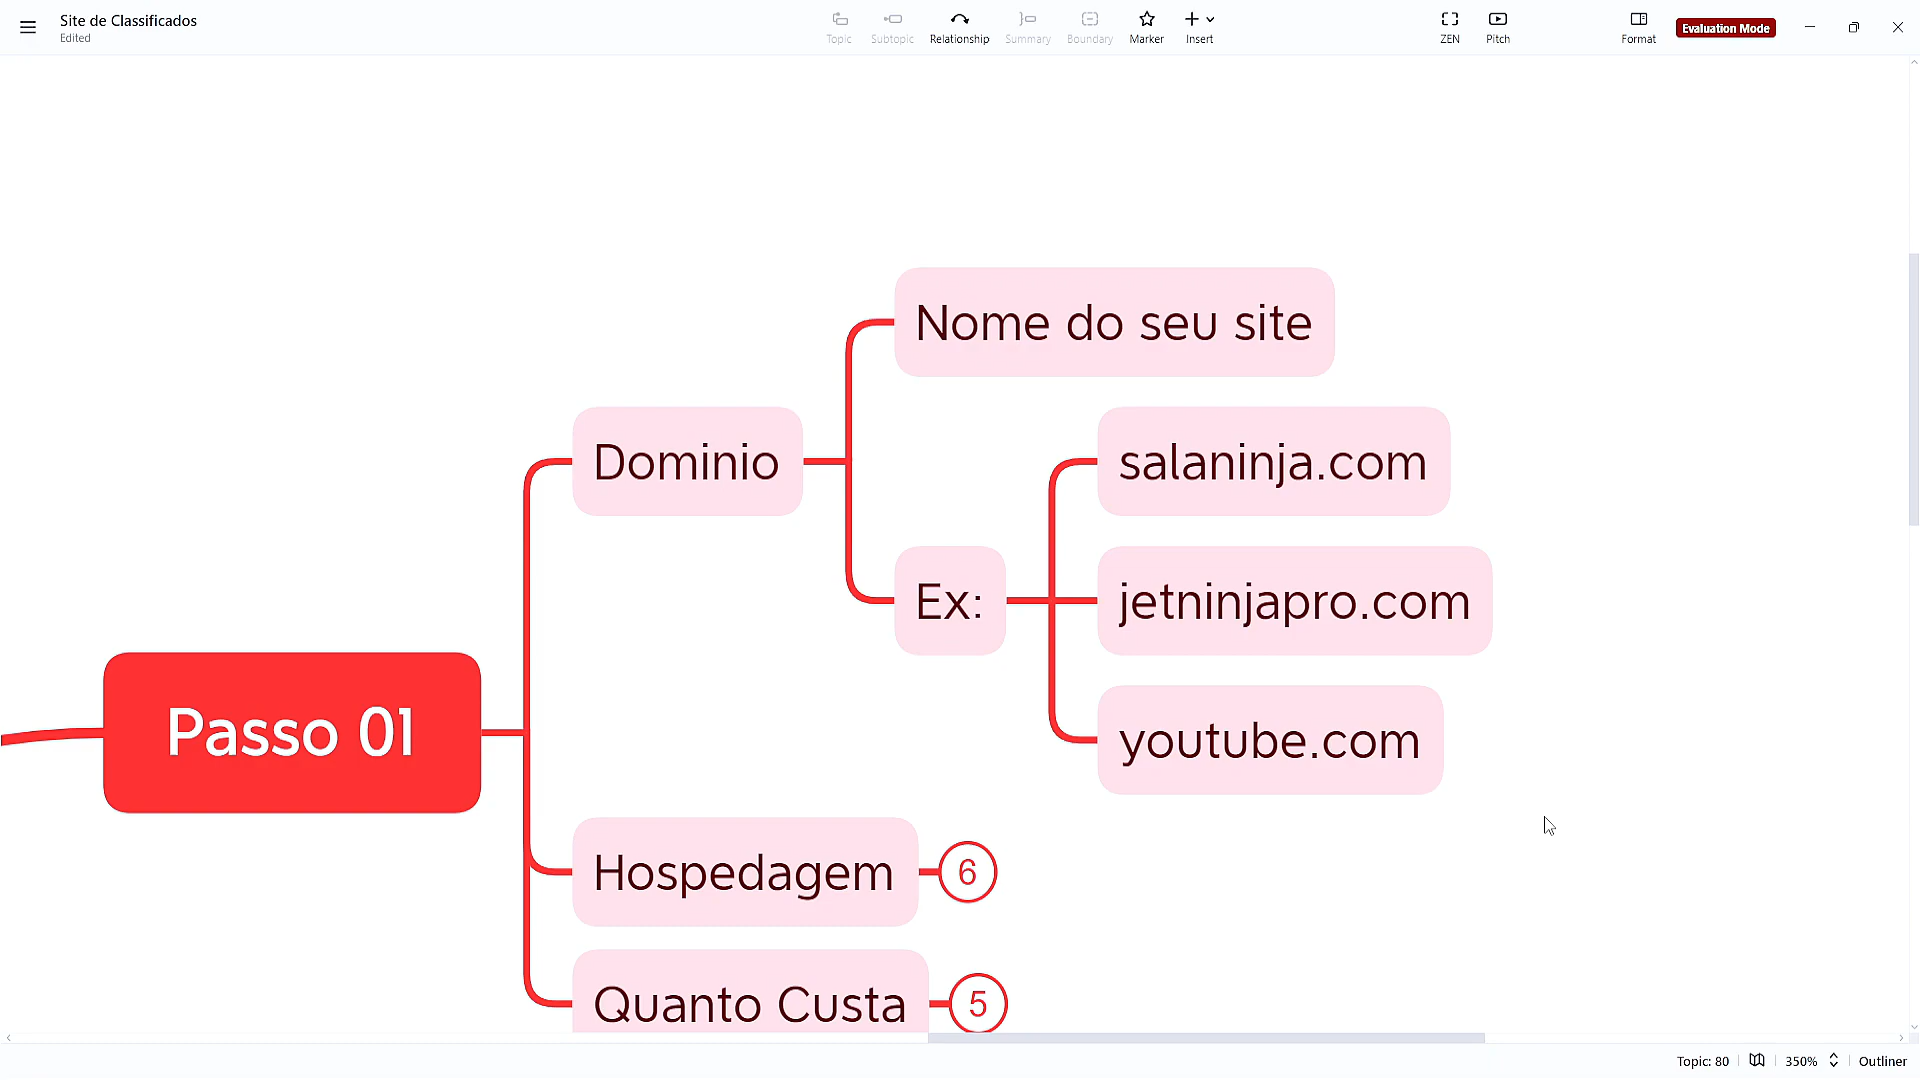 Site de Classificados
Edited
Topic
Subtopic
Relationship
Summary
Boundary
Marker
Insert
ZEN
Pitch
Format
Evaluation Mode
Nome do seu site
Dominio
salaninja.com
Ex:
jetninjapro.com
Passo 01
youtube.com
Hospedagem
6
Quanto Custa
5
Topic: 80
350%
Outliner